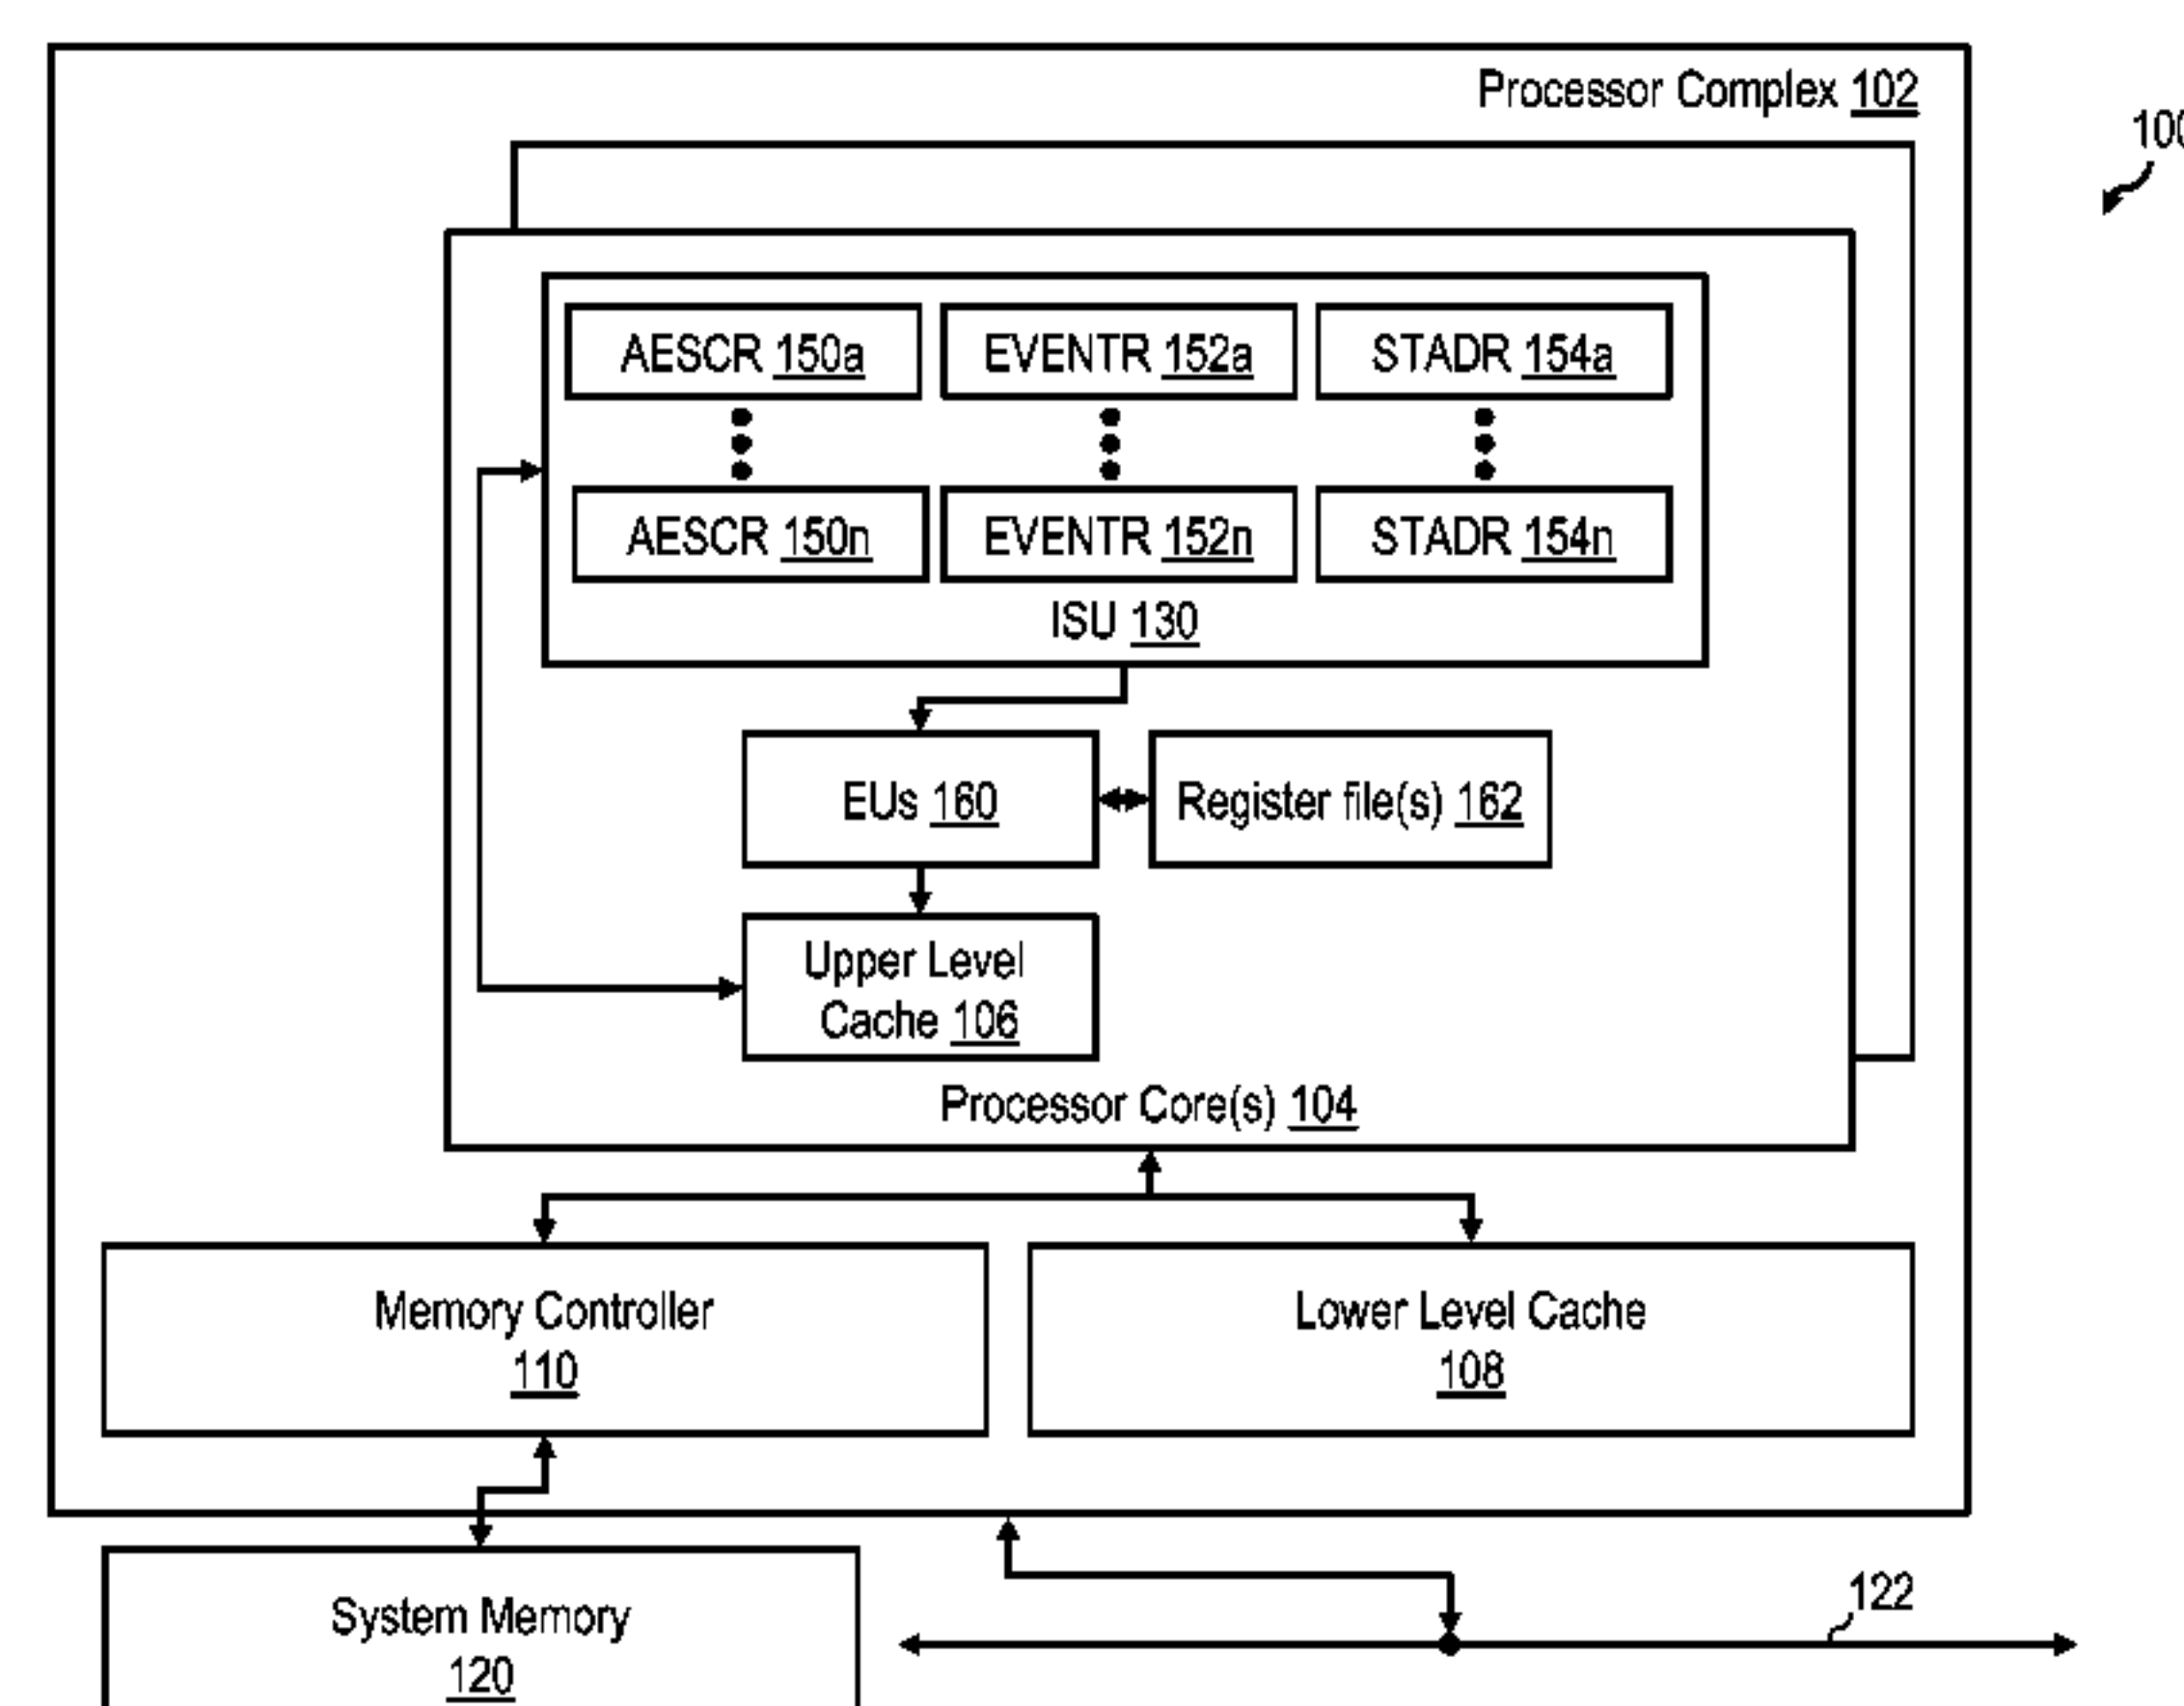 Processor Complex 102
100
AESCR 150a
EVENTR 152a
STADR 154a
AESCR 150n
EVENTR 152n
STADR 154n
ISU 130
EUs 160
Register file(s) 162
Upper Level
Cache 106
Processor Core(s) 104
Memory Controller
110
Lower Level Cache
108
System Memory
120
122